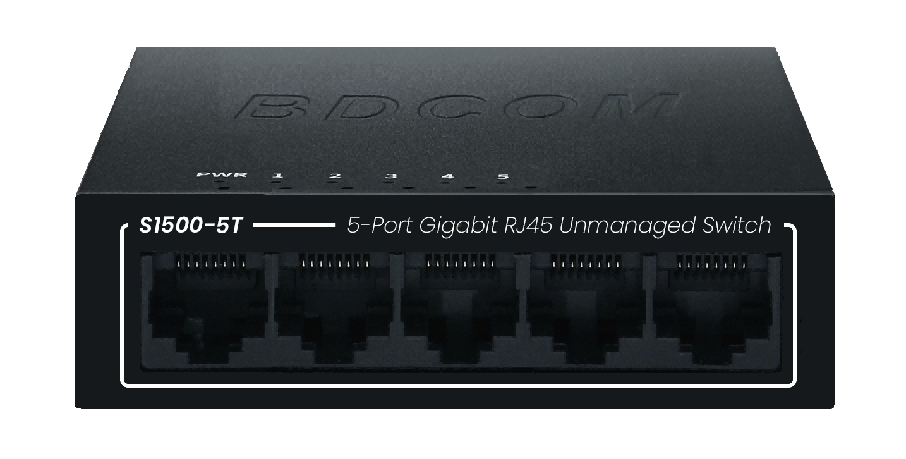 BDCOM
PWR 1 2 3 4 5
S1500-5T 5-Port Gigabit RJ45 Unmanaged Switch